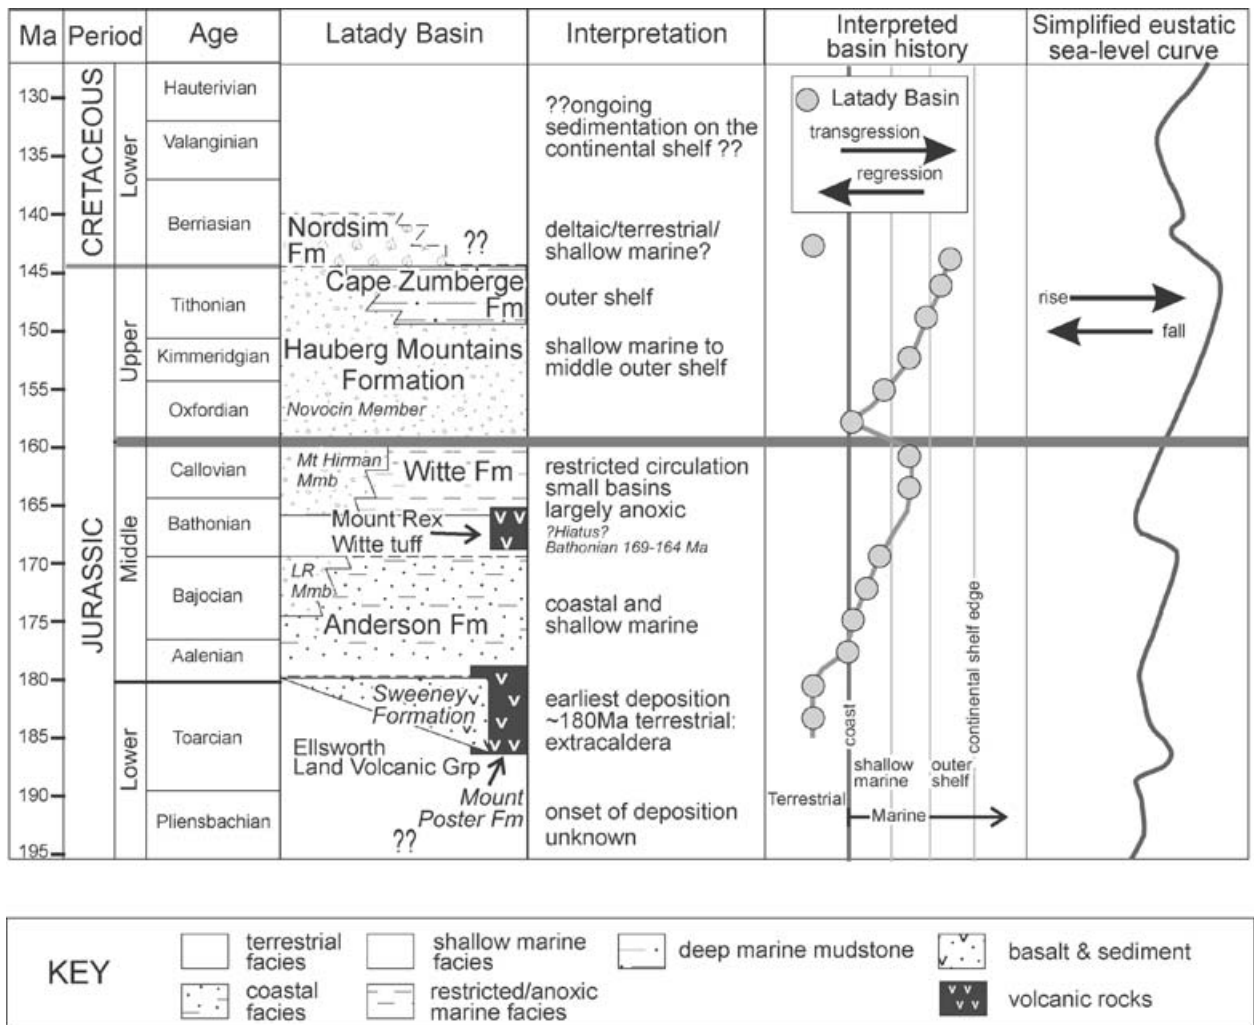 Ma Period Age Latady Basin Interpretation Interpreted basin history Simplified eustatic sea-level curve
130
135
140
145
150
155
160
165
170
175
180
185
190
195
CRETACEOUS
JURASSIC
Lower
Upper
Middle
Lower
Hauterivian
Valanginian
Berriasian
Tithonian
Kimmeridgian
Oxfordian
Callovian
Bathonian
Bajocian
Aalenian
Toarcian
Pliensbachian
Nordsim
Fm
??
Cape Zumberge
Fm
Hauberg Mountains
Formation
Novocin Member
Mt Hirman
Mmb
Witte Fm
Mount Rex
Witte tuff
LR
Mmb
Anderson Fm
Sweeney
Formation
Ellsworth
Land Volcanic Grp
Mount
Poster Fm
??
??ongoing
sedimentation on the
continental shelf ??
deltaic/terrestrial/
shallow marine?
outer shelf
shallow marine to
middle outer shelf
restricted circulation
small basins
largely anoxic
?Hiatus?
Bathonian 169-164 Ma
coastal and
shallow marine
earliest deposition
~180Ma terrestrial:
extracaldera
onset of deposition
unknown
Latady Basin
transgression
regression
coast
continental shelf edge
shallow
marine
outer
shelf
Terrestrial
Marine
rise
fall
KEY
terrestrial
facies
shallow marine
facies
deep marine mudstone
basalt & sediment
coastal
facies
restricted/anoxic
marine facies
volcanic rocks